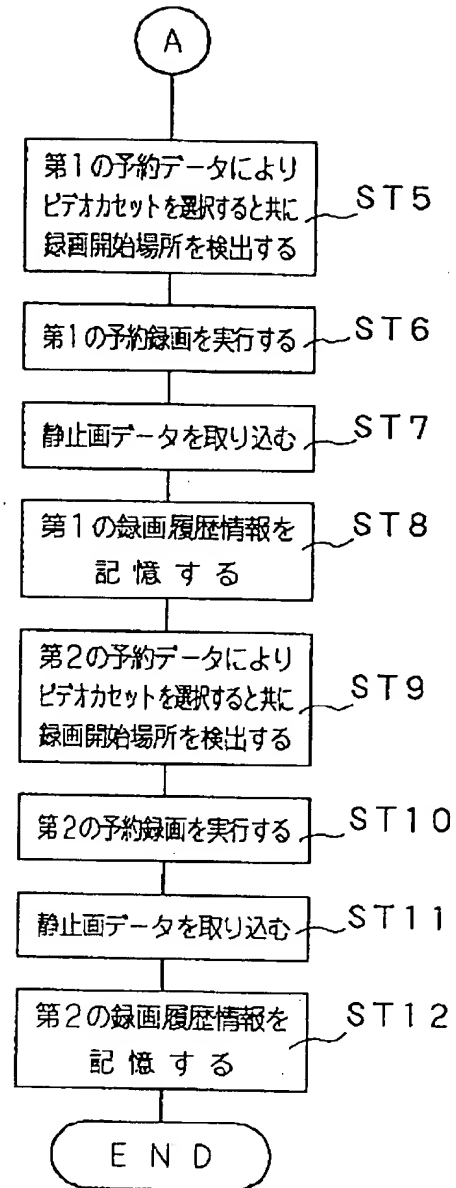 A
第1の予約データにより
ビデオカセットを選択すると共に
録画開始場所を検出する
ST5
第1の予約録画を実行する
ST6
静止画データを取り込む
ST7
第1の録画履歴情報を
記憶する
ST8
第2の予約データにより
ビデオカセットを選択すると共に
録画開始場所を検出する
ST9
第2の予約録画を実行する
ST10
静止画データを取り込む
ST11
第2の録画履歴情報を
記憶する
ST12
END